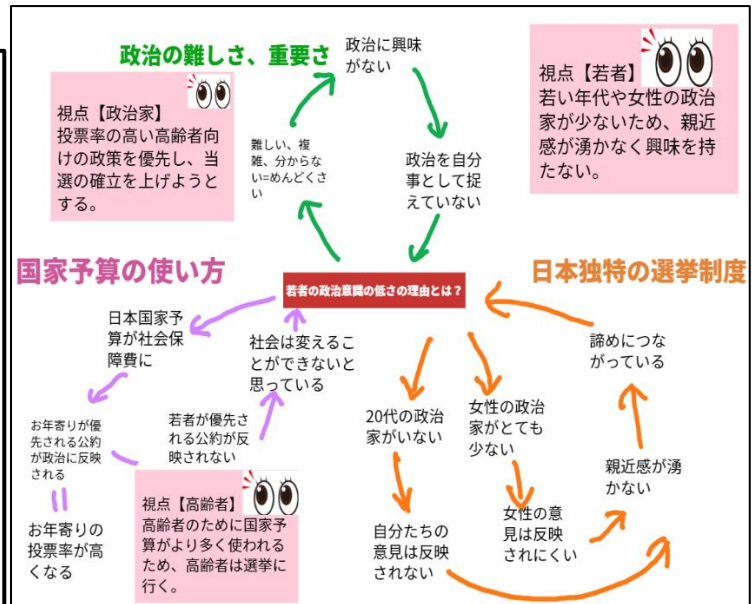 政治の難しさ、重要さ
政治に興味
がない
視点【政治家】
投票率の高い高齢者向
けの政策を優先し、当
選の確立を上げようと
する。
難しい、複
雑、分からな
い=めんどくさ
い
政治を自分
事として捉
えていない
視点【若者】
若い年代や女性の政治
家が少ないため、親近
感が湧かなく興味を持
たない。
国家予算の使い方
若者の政治意識の低さの理由とは？
日本独特の選挙制度
日本国家予
算が社会保
障費に
社会は変えるこ
とができないと
思っている
お年寄りが優
先される公約
が政治に反映
される
若者が優先さ
れる公約が反
映されない
お年寄りの
投票率が高
くなる
視点【高齢者】
高齢者のために国家予
算がより多く使われる
ため、高齢者は選挙に
行く。
20代の政治
家がいない
女性の政治
家がとても
少ない
諦めにつな
がっている
自分たちの
意見は反映
されない
女性の意
見は反映
されにくい
親近感が湧
かない